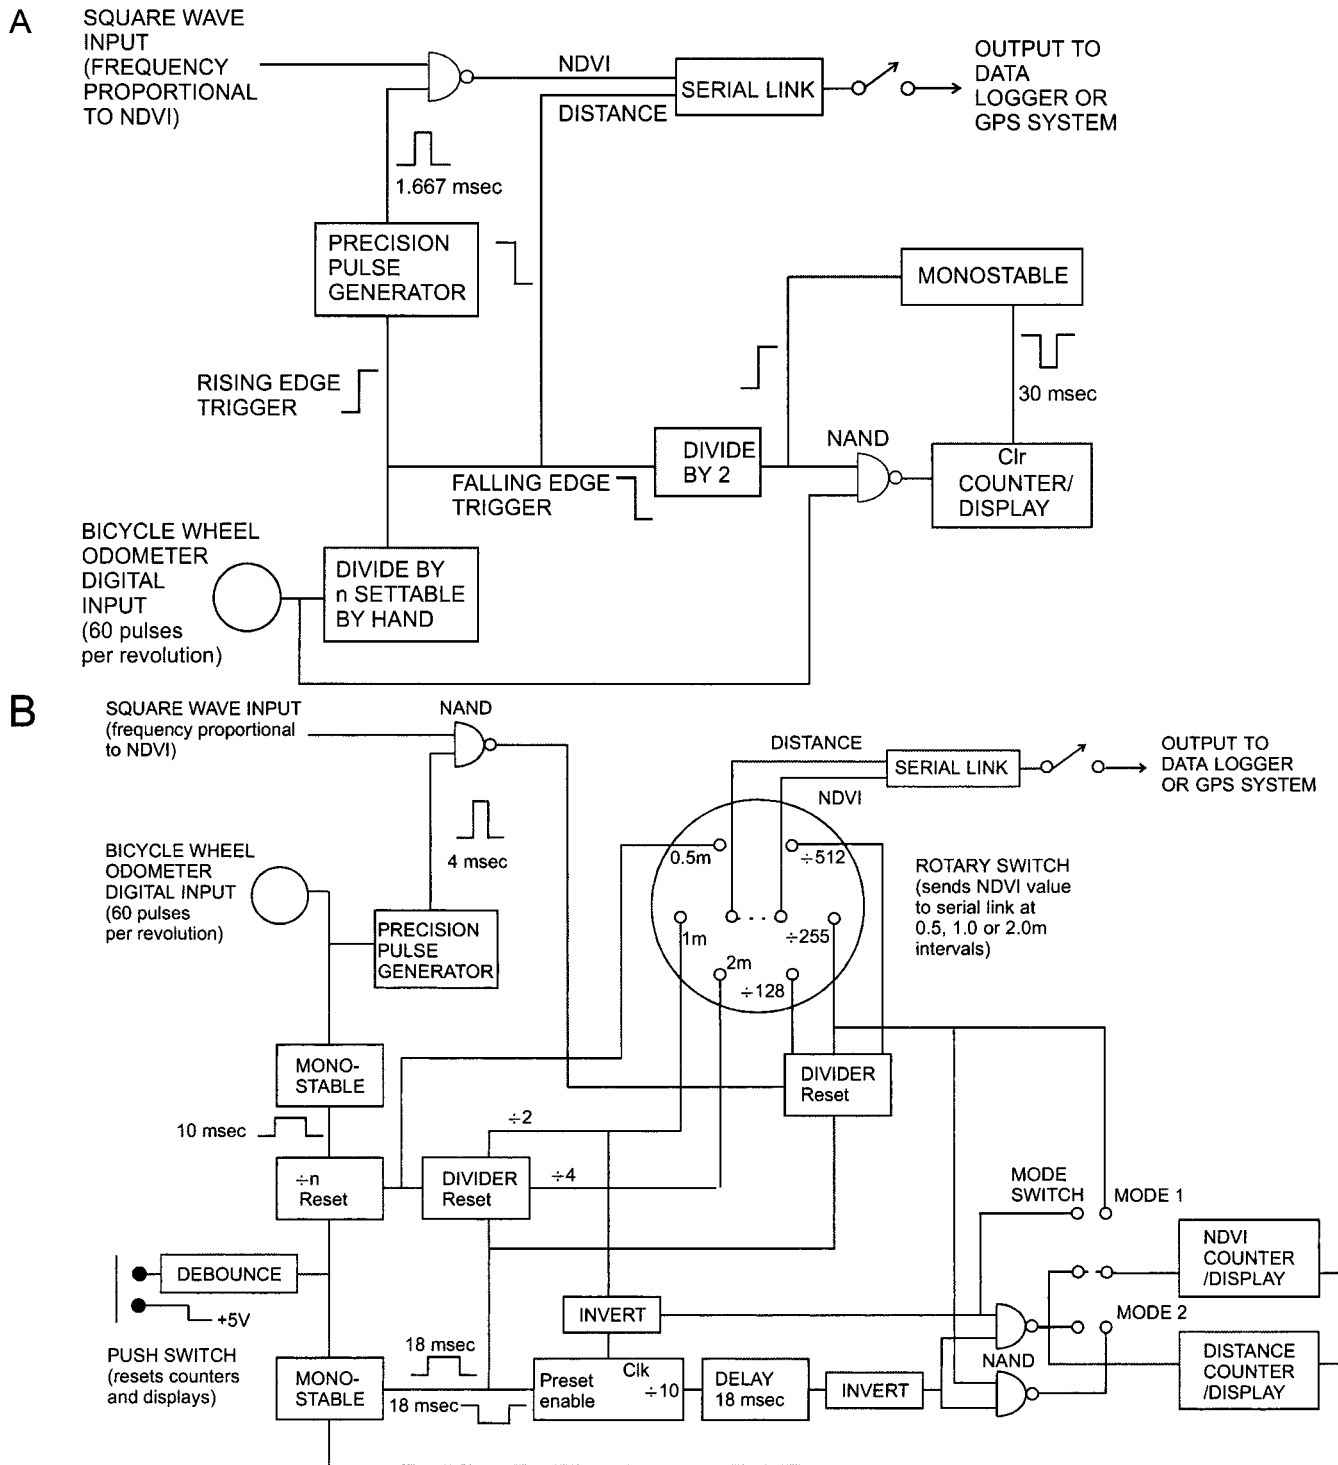 A
SQUARE WAVE
INPUT
(FREQUENCY
PROPORTIONAL
TO NDVI)
NDVI
DISTANCE
SERIAL LINK
OUTPUT TO
DATA
LOGGER OR
GPS SYSTEM
1.667 msec
PRECISION
PULSE
GENERATOR
MONOSTABLE
RISING EDGE
TRIGGER
30 msec
DIVIDE
BY 2
NAND
Clr
COUNTER/
DISPLAY
FALLING EDGE
TRIGGER
BICYCLE WHEEL
ODOMETER
DIGITAL
INPUT
(60 pulses
per revolution)
DIVIDE BY
n SETTABLE
BY HAND
B
SQUARE WAVE INPUT
(frequency proportional
to NDVI)
NAND
DISTANCE
NDVI
SERIAL LINK
OUTPUT TO
DATA LOGGER
OR GPS SYSTEM
4 msec
BICYCLE WHEEL
ODOMETER
DIGITAL INPUT
(60 pulses
per revolution)
PRECISION
PULSE
GENERATOR
0.5m
÷512
1m
÷255
2m
÷128
ROTARY SWITCH
(sends NDVI value
to serial link at
0.5, 1.0 or 2.0m
intervals)
MONO-
STABLE
DIVIDER
Reset
10 msec
÷2
÷n
Reset
DIVIDER
Reset
÷4
MODE
SWITCH
MODE 1
NDVI
COUNTER
/DISPLAY
DEBOUNCE
+5V
INVERT
MODE 2
PUSH SWITCH
(resets counters
and displays)
18 msec
MONO-
STABLE
18 msec
Preset
enable
Clk
÷10
DELAY
18 msec
INVERT
NAND
DISTANCE
COUNTER
/DISPLAY